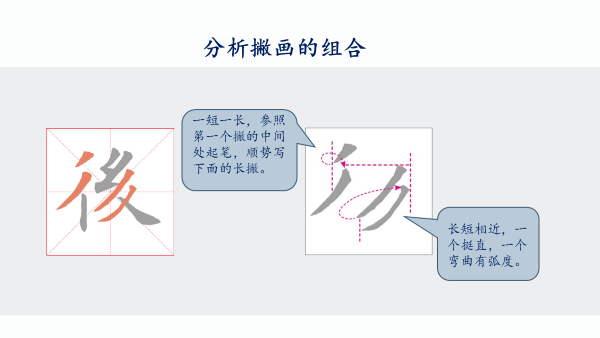 分析撇画的组合
一短一长，参照
第一个撇的中间
处起笔，顺势写
下面的长撇。
後
长短相近，一
个挺直，一个
弯曲有弧度。